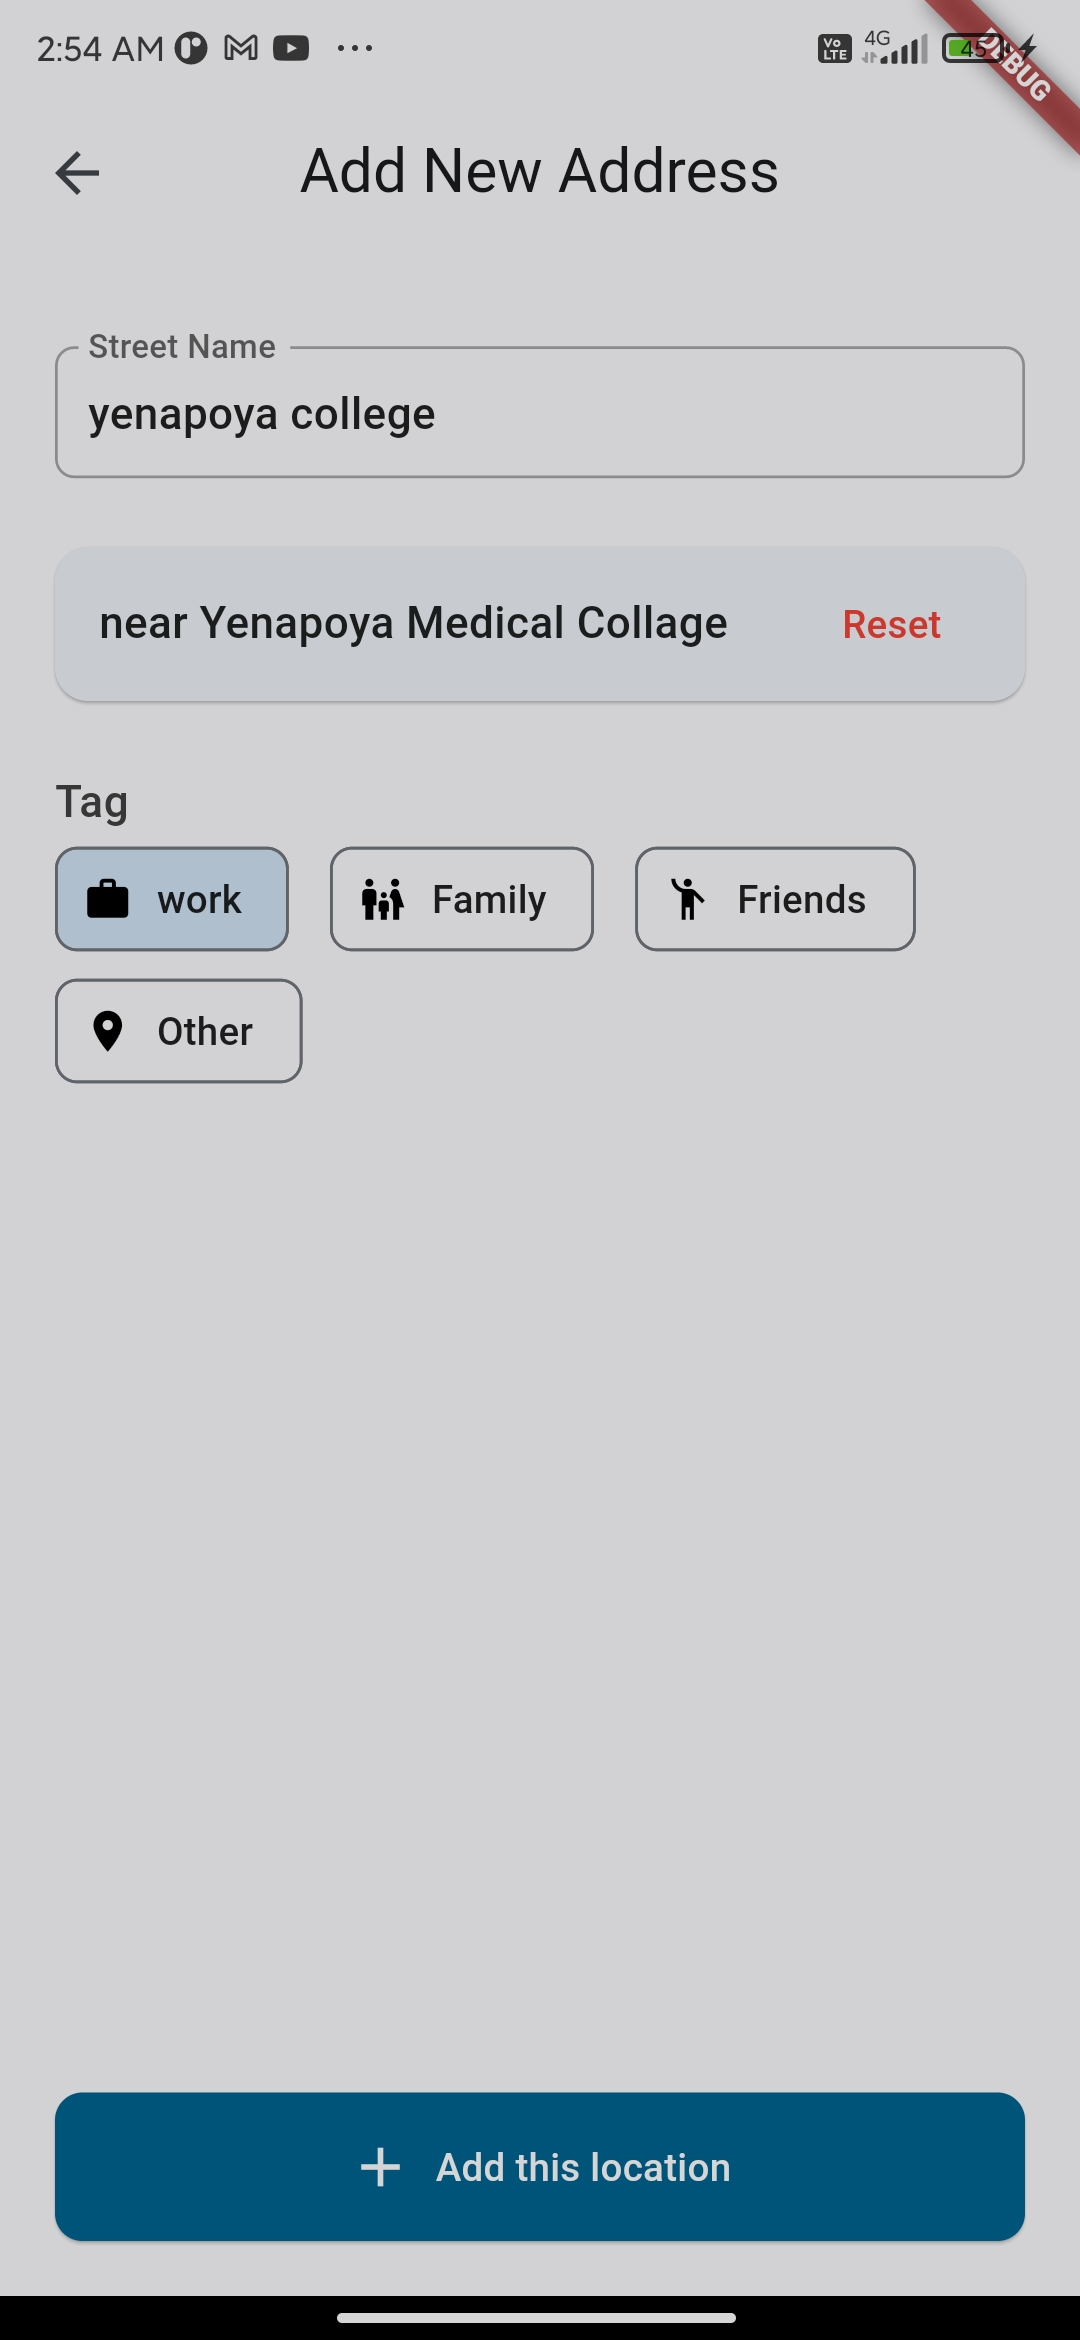 2:54 AM
Vo LTE
4G
45
DEBUG
Add New Address
Street Name
yenapoya college
near Yenapoya Medical Collage
Reset
Tag
work
Family
Friends
Other
Add this location